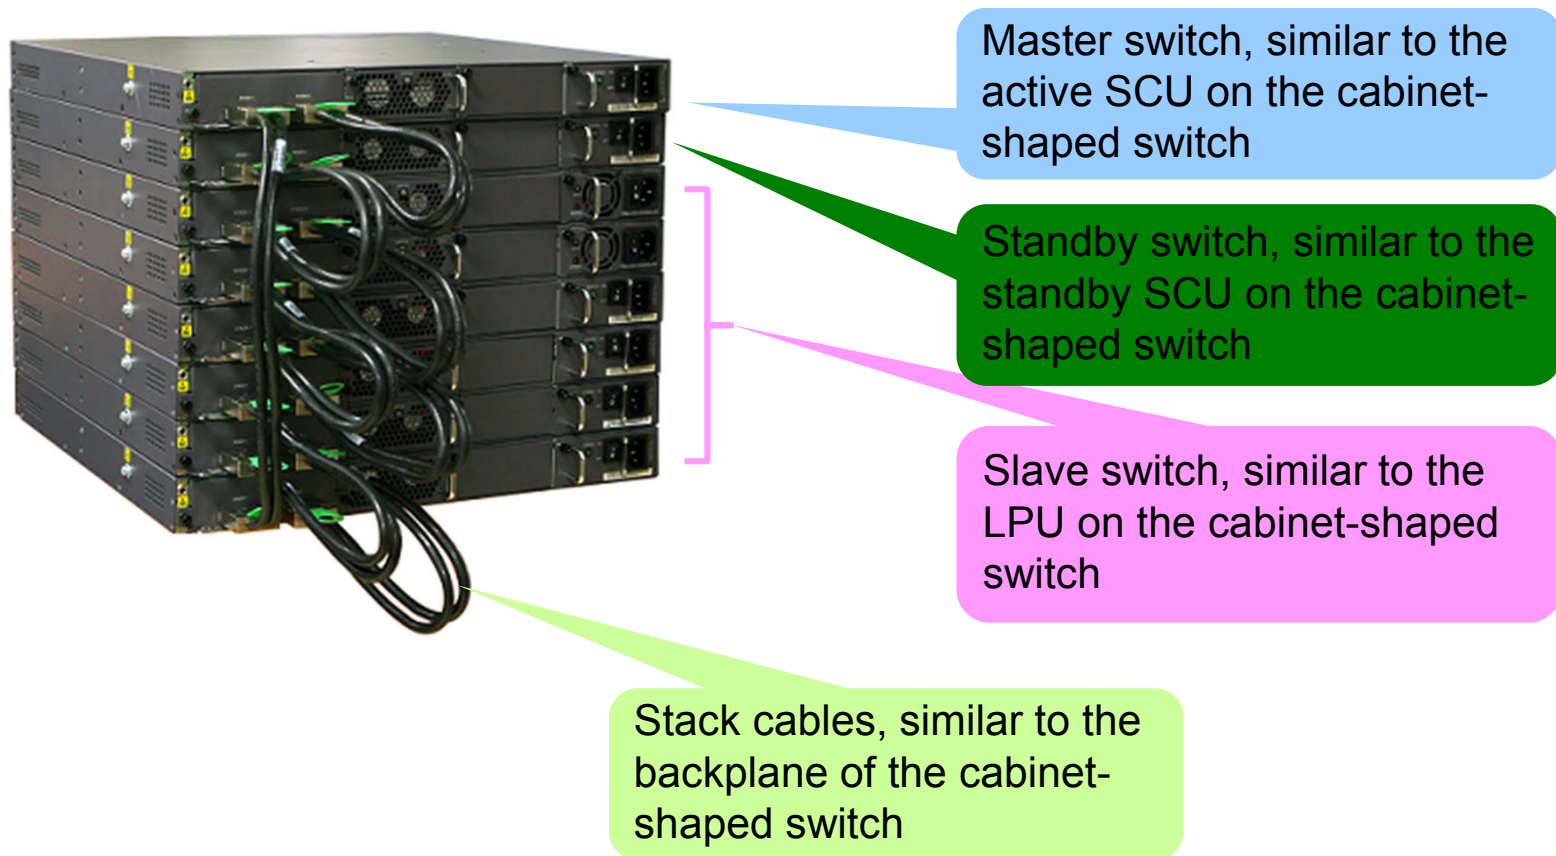 Master switch, similar to the
active SCU on the cabinet-
shaped switch
Standby switch, similar to the
standby SCU on the cabinet-
shaped switch
Slave switch, similar to the
LPU on the cabinet-shaped
switch
Stack cables, similar to the
backplane of the cabinet-
shaped switch